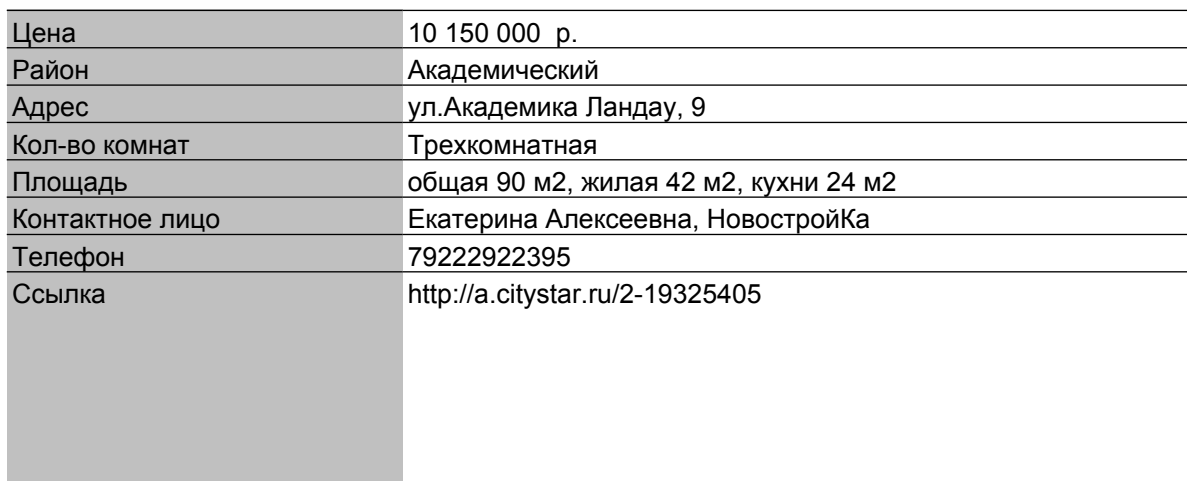 Цена 10 150 000 р.
Район Академический
Адрес ул.Академика Ландау, 9
Кол-во комнат Трехкомнатная
Площадь общая 90 м2, жилая 42 м2, кухни 24 м2
Контактное лицо Екатерина Алексеевна, НовостройКа
Телефон 79222922395
Ссылка http://a.citystar.ru/2-19325405